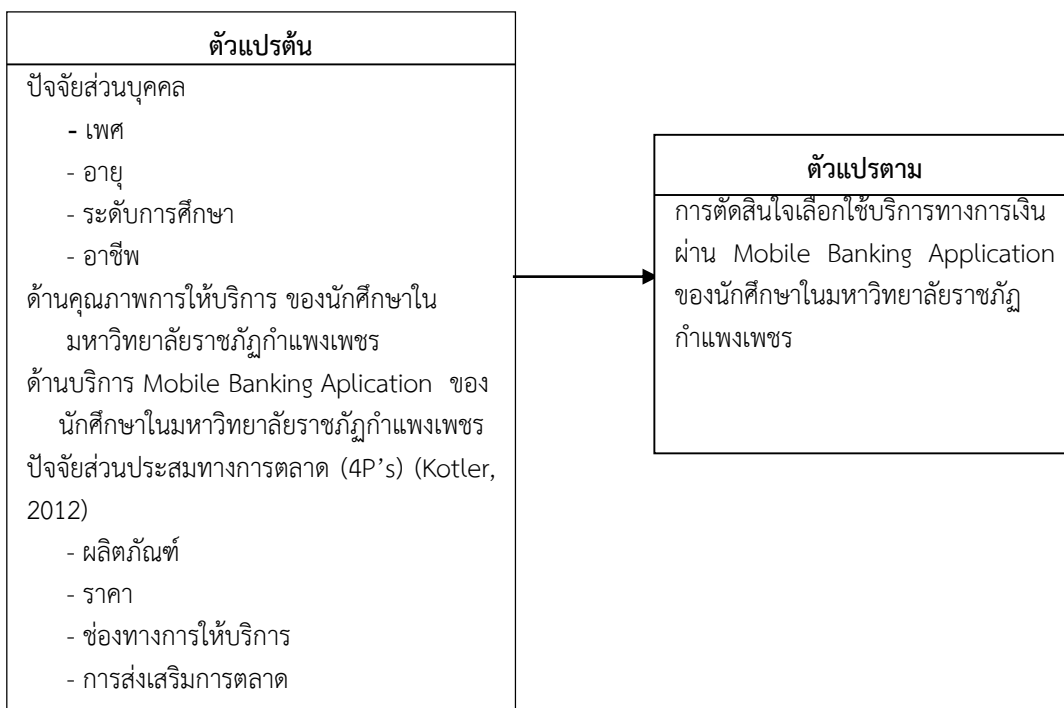 ตัวแปรต้น
ปัจจัยส่วนบุคคล
- เพศ
- อายุ
- ระดับการศึกษา
- อาชีพ
ด้านคุณภาพการให้บริการ ของนักศึกษาใน
มหาวิทยาลัยราชภัฏกำแพงเพชร
ด้านบริการ Mobile Banking Aplication ของ
นักศึกษาในมหาวิทยาลัยราชภัฏกำแพงเพชร
ปัจจัยส่วนประสมทางการตลาด (4P's) (Kotler,
2012)
- ผลิตภัณฑ์
- ราคา
- ช่องทางการให้บริการ
- การส่งเสริมการตลาด
ตัวแปรตาม
การตัดสินใจเลือกใช้บริการทางการเงิน
ผ่าน Mobile Banking Application
ของนักศึกษาในมหาวิทยาลัยราชภัฏ
กำแพงเพชร